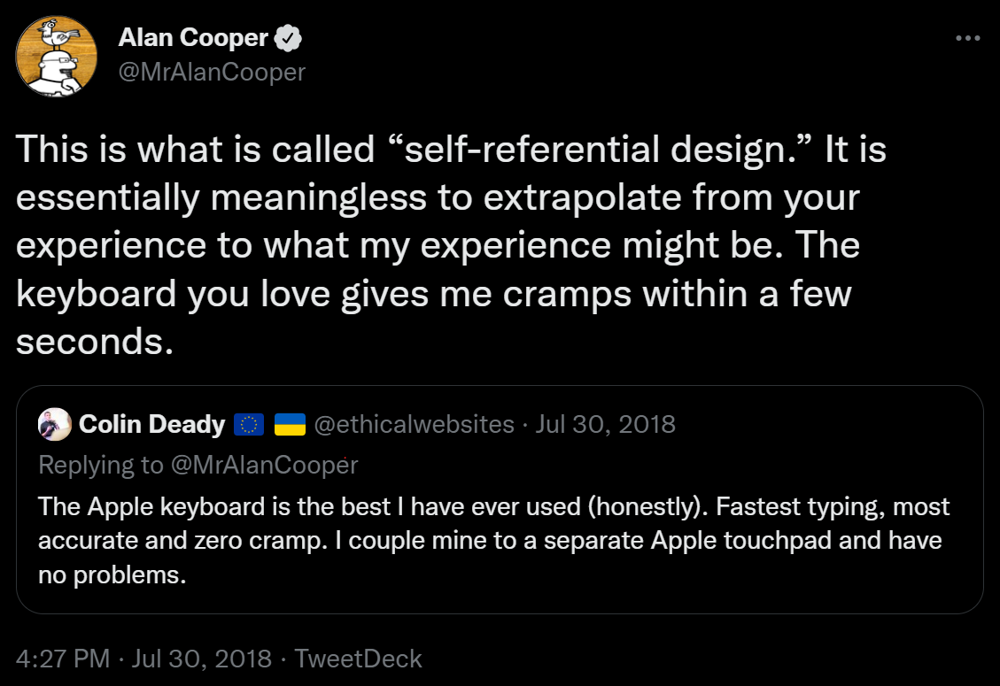 Alan Cooper
@MrAlanCooper
This is what is called “self-referential design.” It is
essentially meaningless to extrapolate from your
experience to what my experience might be. The
keyboard you love gives me cramps within a few
seconds.
Colin Deady 🇪🇺 🇺🇦 @ethicalwebsites · Jul 30, 2018
Replying to @MrAlanCooper
The Apple keyboard is the best I have ever used (honestly). Fastest typing, most
accurate and zero cramp. I couple mine to a separate Apple touchpad and have
no problems.
4:27 PM · Jul 30, 2018 · TweetDeck